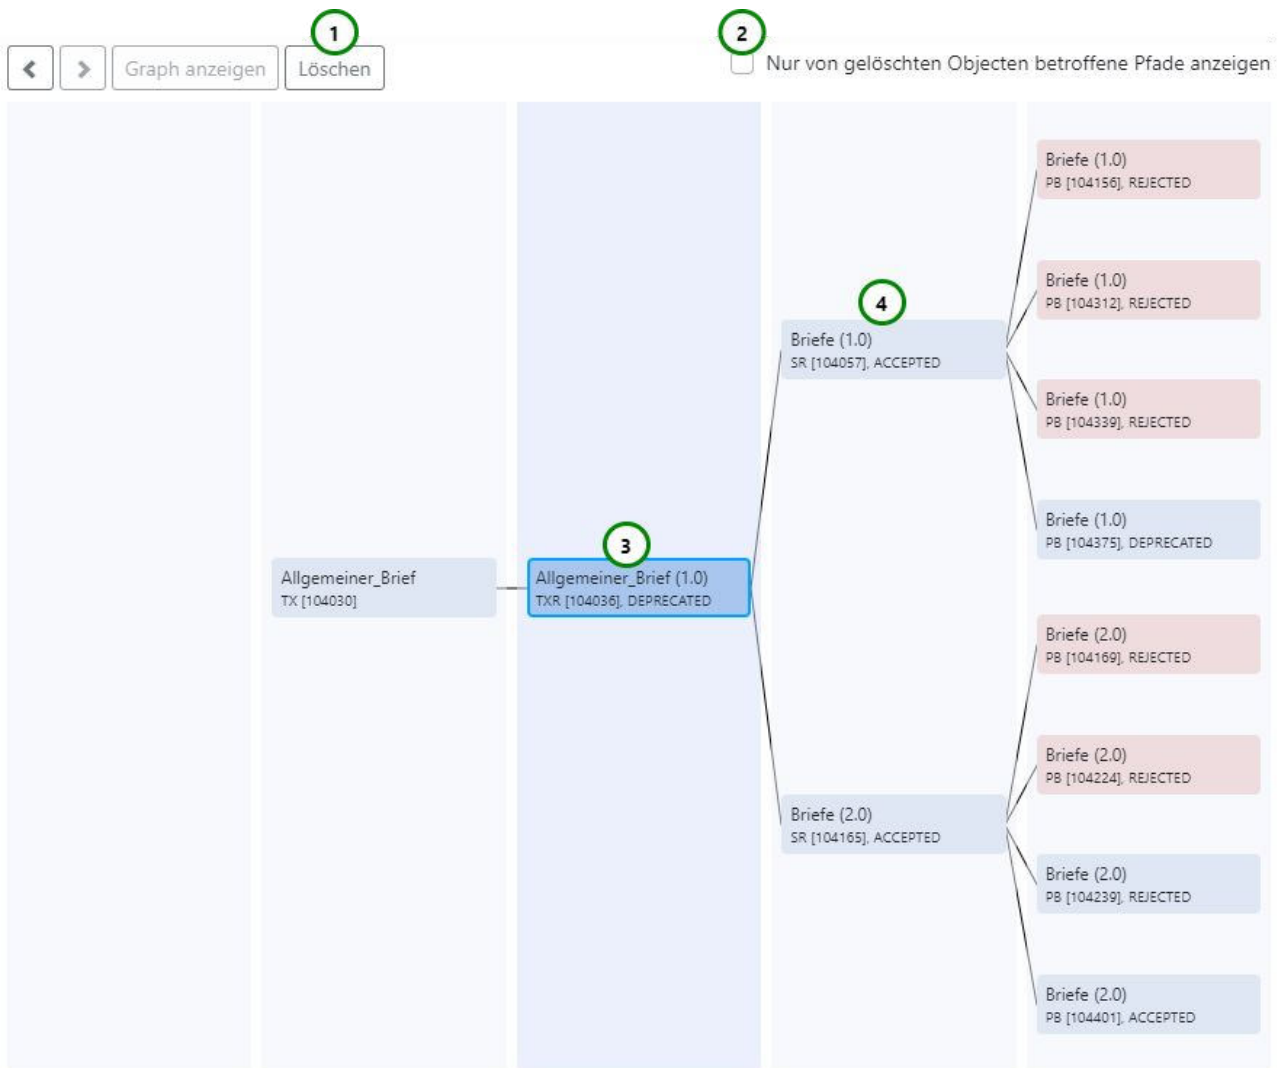 1
2
Graph anzeigen
Löschen
Nur von gelöschten Objecten betroffene Pfade anzeigen
Briefe (1.0)
PB [104156], REJECTED
Briefe (1.0)
PB [104312], REJECTED
4
Briefe (1.0)
SR [104057], ACCEPTED
Briefe (1.0)
PB [104339], REJECTED
Briefe (1.0)
PB [104375], DEPRECATED
3
Allgemeiner_Brief
TX [104030]
Allgemeiner_Brief (1.0)
TXR [104036], DEPRECATED
Briefe (2.0)
PB [104169], REJECTED
Briefe (2.0)
PB [104224], REJECTED
Briefe (2.0)
SR [104165], ACCEPTED
Briefe (2.0)
PB [104239], REJECTED
Briefe (2.0)
PB [104401], ACCEPTED